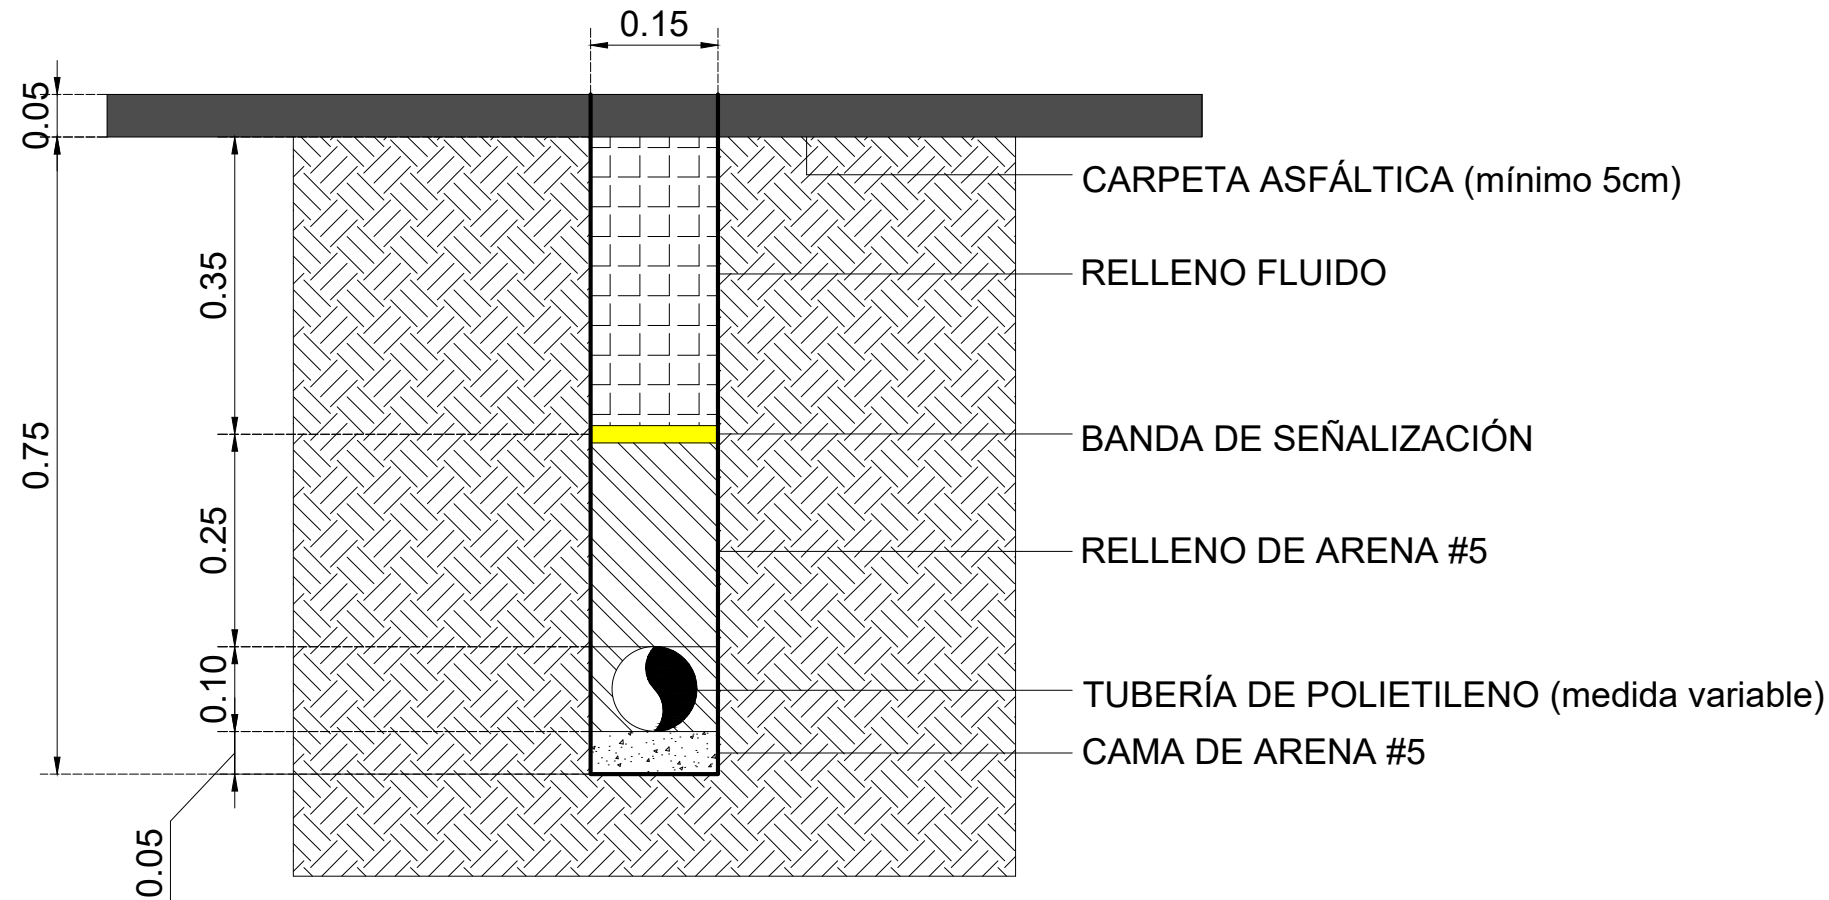 0.15
0.05
CARPETA ASFÁLTICA (mínimo 5cm)
RELLENO FLUIDO
0.35
BANDA DE SEÑALIZACIÓN
0.75
0.25
RELLENO DE ARENA #5
0.10
TUBERÍA DE POLIETILENO (medida variable)
CAMA DE ARENA #5
0.05